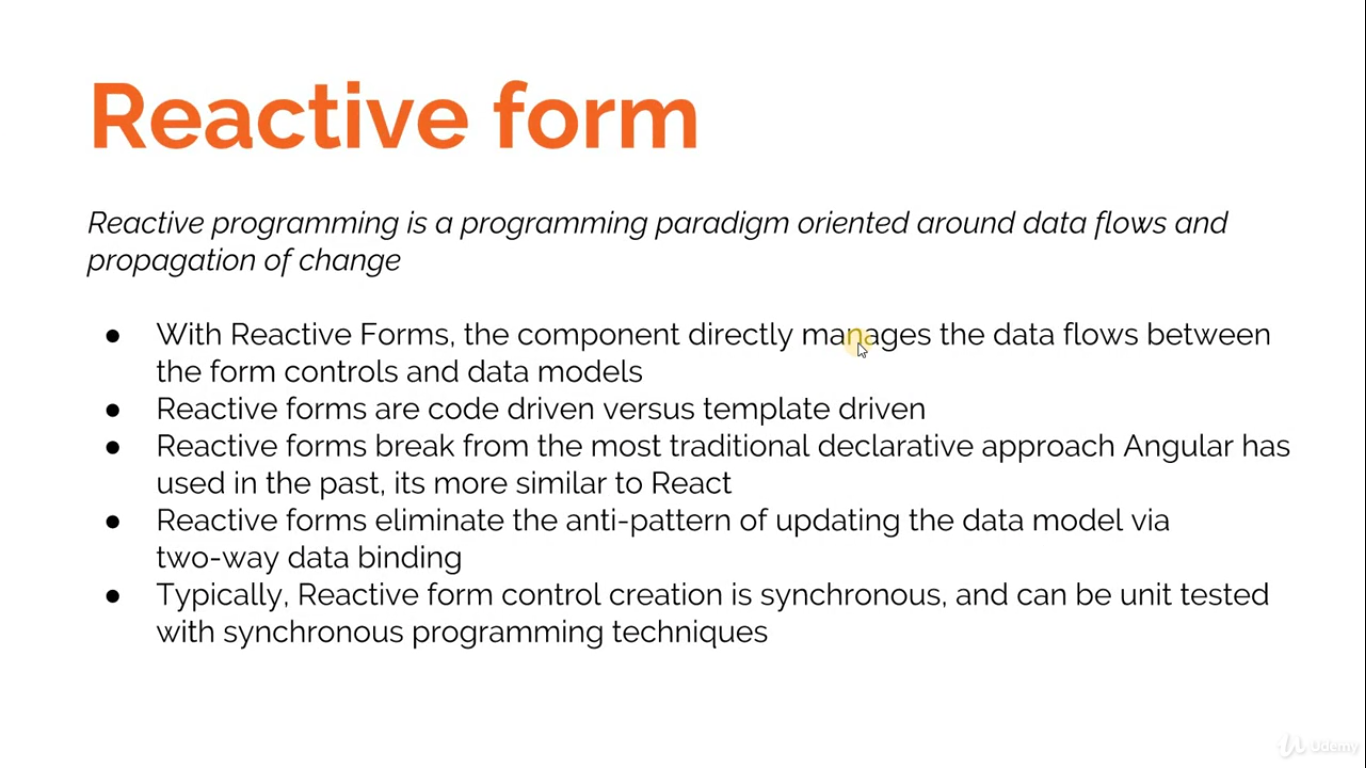 Reactive form
Reactive programming is a programming paradigm oriented around data flows and
propagation of change
● With Reactive Forms, the component directly manages the data flows between
the form controls and data models
● Reactive forms are code driven versus template driven
● Reactive forms break from the most traditional declarative approach Angular has
used in the past, its more similar to React
● Reactive forms eliminate the anti-pattern of updating the data model via
two-way data binding
● Typically, Reactive form control creation is synchronous, and can be unit tested
with synchronous programming techniques
Udemy